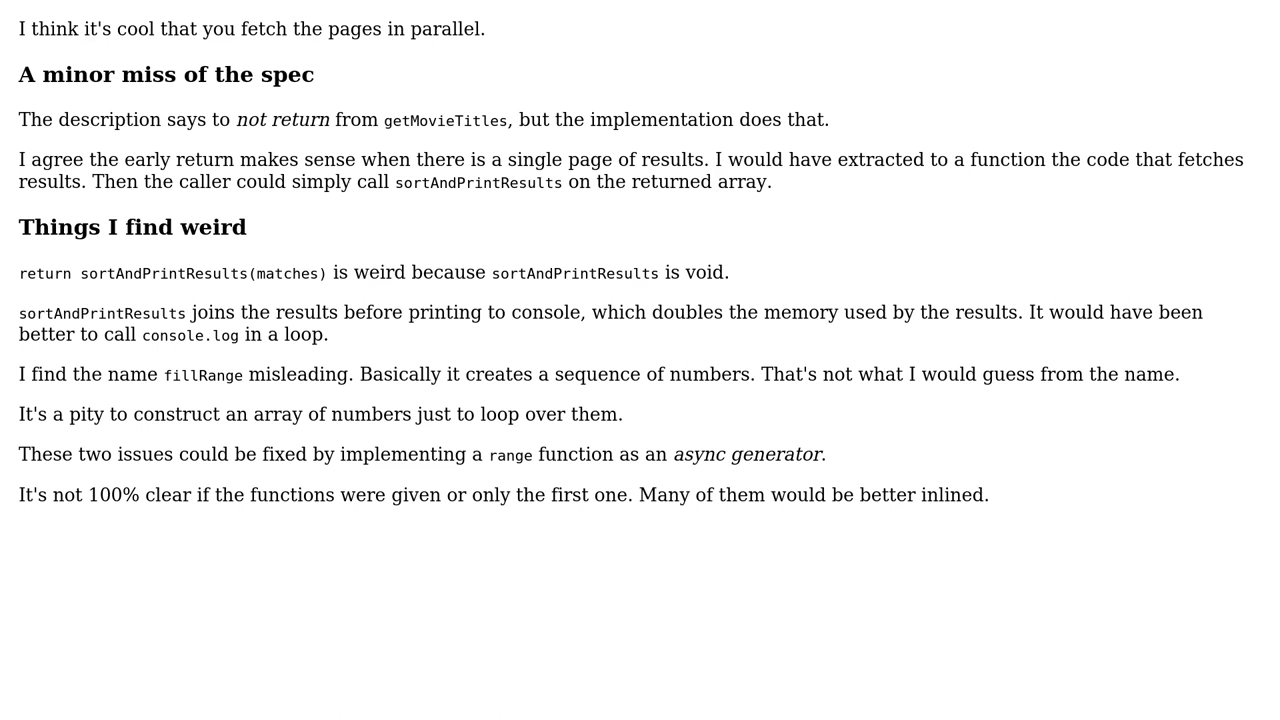 I think it's cool that you fetch the pages in parallel.
A minor miss of the spec
The description says to not return from getMovieTitles, but the implementation does that.
I agree the early return makes sense when there is a single page of results. I would have extracted to a function the code that fetches
results. Then the caller could simply call sortAndPrintResults on the returned array.
Things I find weird
return sortAndPrintResults(matches) is weird because sortAndPrintResults is void.
sortAndPrintResults joins the results before printing to console, which doubles the memory used by the results. It would have been
better to call console.log in a loop.
I find the name fillRange misleading. Basically it creates a sequence of numbers. That's not what I would guess from the name.
It's a pity to construct an array of numbers just to loop over them.
These two issues could be fixed by implementing a range function as an async generator.
It's not 100% clear if the functions were given or only the first one. Many of them would be better inlined.